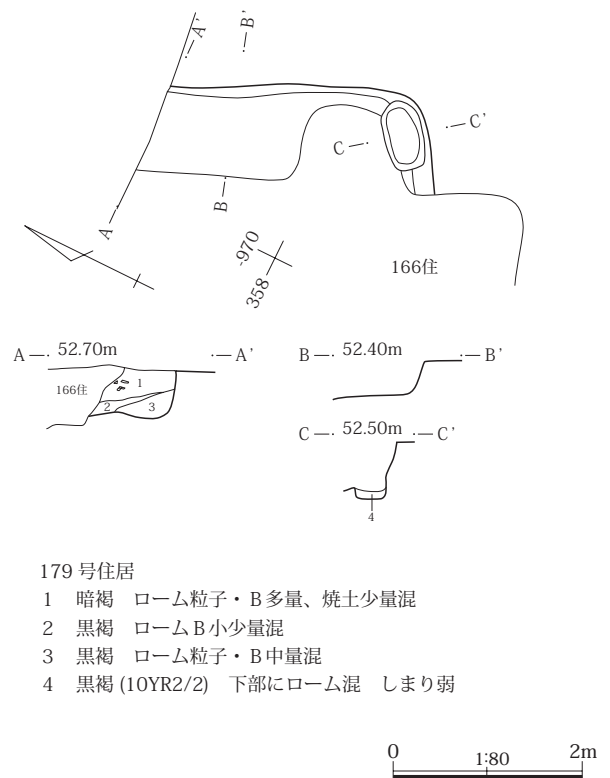 A'
B'
C'
C
B
A
-970
358
166住
A 52.70m A'
166住
1
2
3
B 52.40m B'
C 52.50m C'
4
179 号住居
1 暗褐 ローム粒子・B多量、焼土少量混
2 黒褐 ロームB小少量混
3 黒褐 ローム粒子・B中量混
4 黒褐 (10YR2/2) 下部にローム混 しまり弱
0 1:80 2m